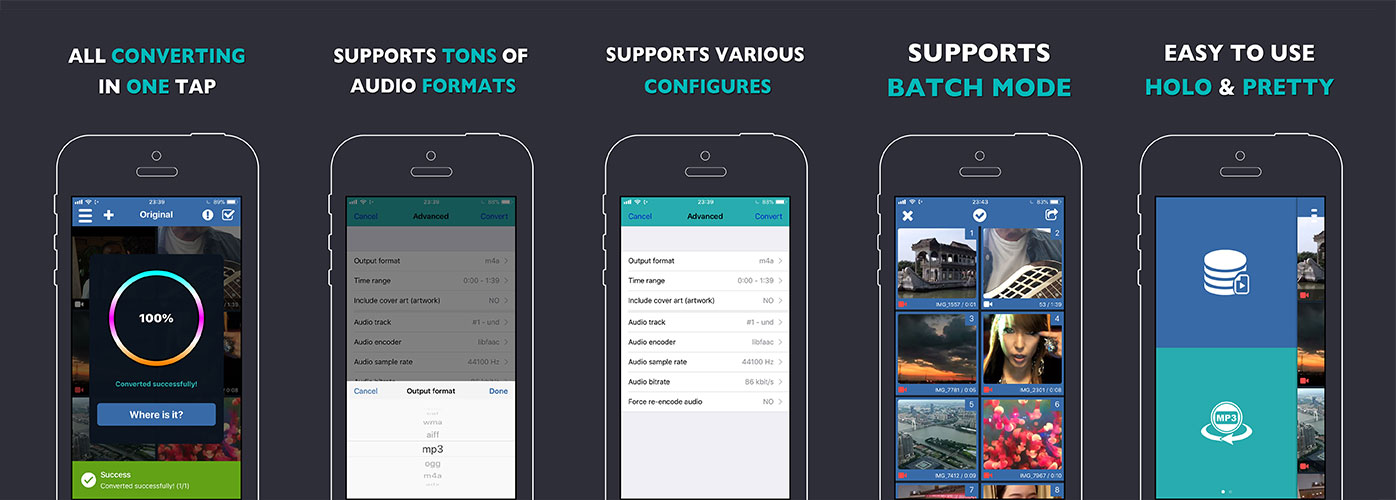 ALL CONVERTING
IN ONE TAP
23:39
89%
Original
100%
Converted successfully!
Where is it?
Success
Converted successfully! (1/1)
SUPPORTS TONS OF
AUDIO FORMATS
23:39
88%
Cancel Advanced Convert
Output format m4a
Time range 0:00 - 1:39
Include cover art (artwork) NO
Audio track #1 - und
Audio encoder libfaac
Audio sample rate 44100 Hz
Cancel Output format Done
wma
aiff
mp3
ogg
m4a
SUPPORTS VARIOUS
CONFIGURES
23:39
88%
Cancel Advanced Convert
Output format m4a
Time range 0:00 - 1:39
Include cover art (artwork) NO
Audio track #1 - und
Audio encoder libfaac
Audio sample rate 44100 Hz
Audio bitrate 86 kbit/s
Force re-encode audio NO
SUPPORTS
BATCH MODE
23:43
83%
1 2
IMG_1557 / 0:01 53 / 1:39
3 4
IMG_7781 / 0:05 IMG_2301 / 0:08
5 6
IMG_7412 / 0:09 IMG_7967 / 0:10
7 8
EASY TO USE
HOLO & PRETTY
83%
MP3